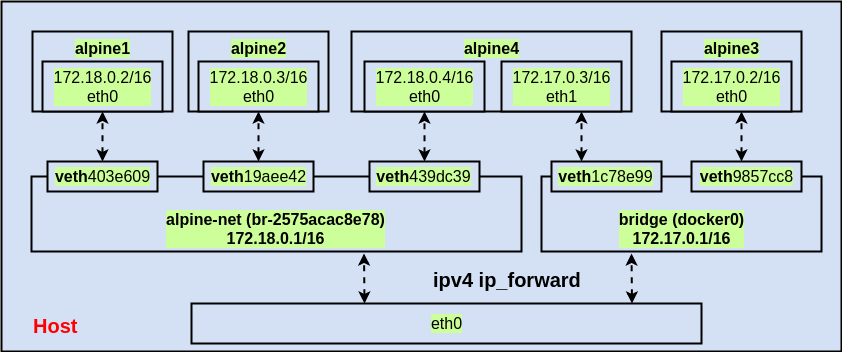 alpine1
172.18.0.2/16
eth0
alpine2
172.18.0.3/16
eth0
alpine4
172.18.0.4/16
eth0
172.17.0.3/16
eth1
alpine3
172.17.0.2/16
eth0
veth403e609
veth19aee42
veth439dc39
veth1c78e99
veth9857cc8
alpine-net (br-2575acac8e78)
172.18.0.1/16
bridge (docker0)
172.17.0.1/16
ipv4 ip_forward
Host
eth0